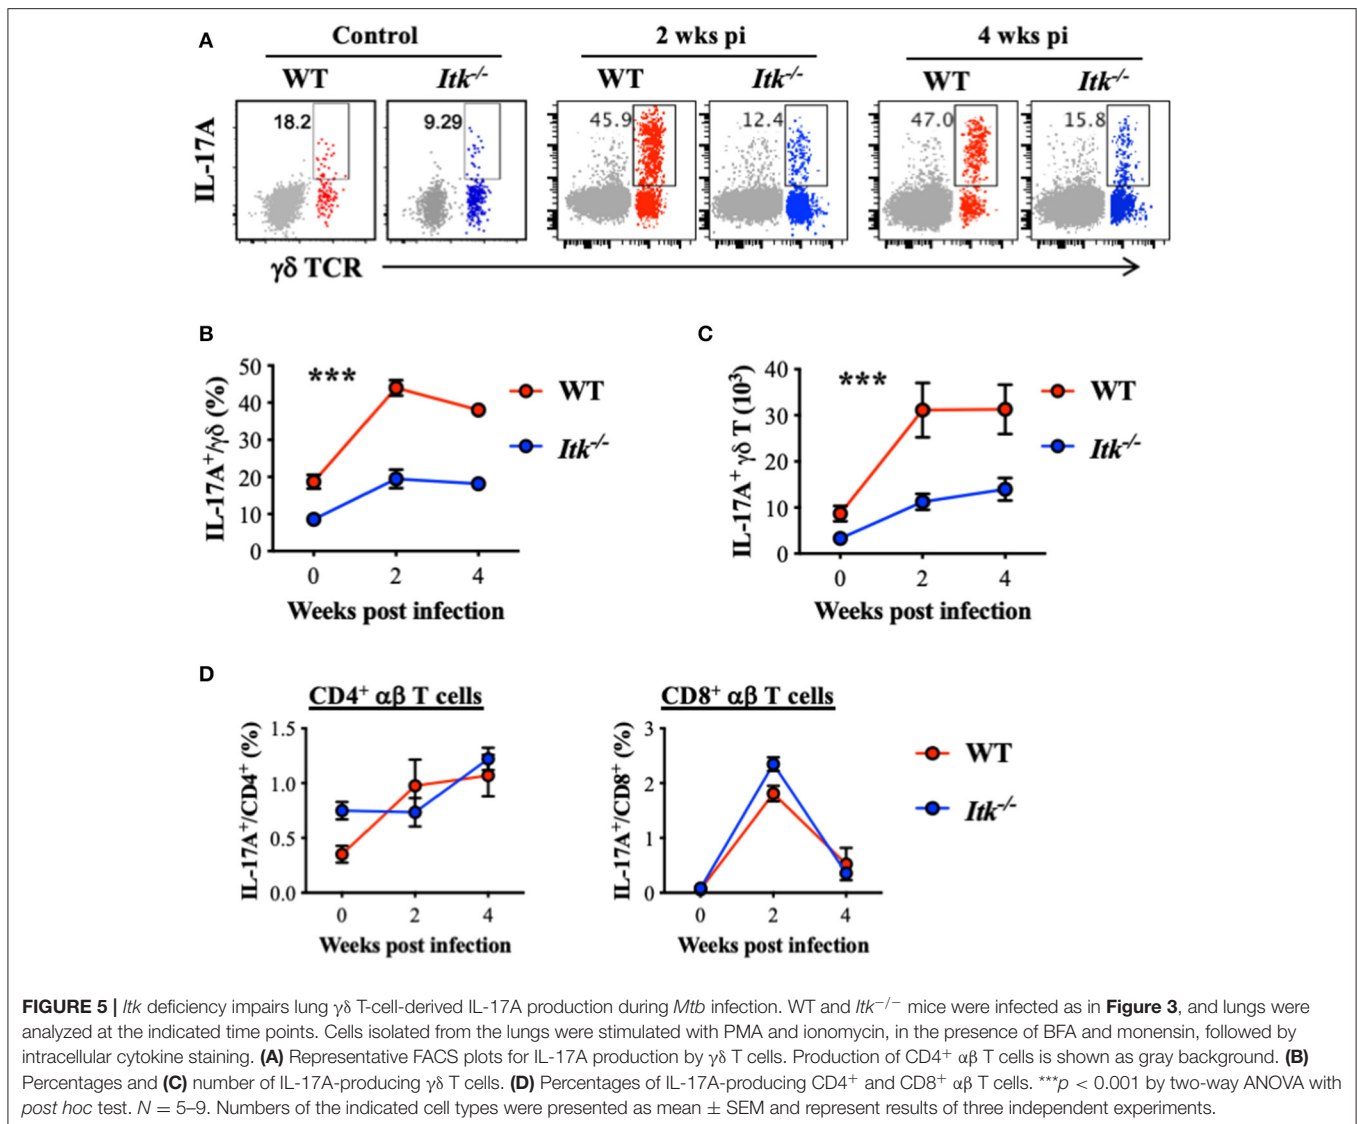 A
Control
2 wks pi
4 wks pi
WT
Itk-/-
WT
Itk-/-
WT
Itk-/-
IL-17A
18.2
9.29
45.9
12.4
47.0
15.8
γδ TCR
B
IL-17A+/γδ (%)
50
40
30
20
10
0
0 2 4
Weeks post infection
WT
Itk-/-
C
IL-17A+ γδ T (10³)
40
30
20
10
0
0 2 4
Weeks post infection
WT
Itk-/-
***
***
D
CD4+ αβ T cells
IL-17A+/CD4+ (%)
1.5
1.0
0.5
0.0
0 2 4
Weeks post infection
CD8+ αβ T cells
IL-17A+/CD8+ (%)
3
2
1
0
0 2 4
Weeks post infection
WT
Itk-/-
FIGURE 5 | Itk deficiency impairs lung γδ T-cell-derived IL-17A production during Mtb infection. WT and Itk−/− mice were infected as in Figure 3, and lungs were
analyzed at the indicated time points. Cells isolated from the lungs were stimulated with PMA and ionomycin, in the presence of BFA and monensin, followed by
intracellular cytokine staining. (A) Representative FACS plots for IL-17A production by γδ T cells. Production of CD4+ αβ T cells is shown as gray background. (B)
Percentages and (C) number of IL-17A-producing γδ T cells. (D) Percentages of IL-17A-producing CD4+ and CD8+ αβ T cells. ***p < 0.001 by two-way ANOVA with
post hoc test. N = 5–9. Numbers of the indicated cell types were presented as mean ± SEM and represent results of three independent experiments.